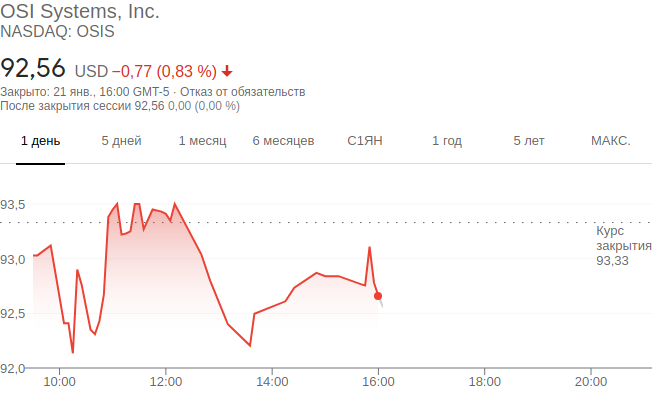 OSI Systems, Inc.
NASDAQ: OSIS
92,56 USD −0,77 (0,83 %)
Закрыто: 21 янв., 16:00 GMT-5 · Отказ от обязательств
После закрытия сессии 92,56 0,00 (0,00 %)
1 день 5 дней 1 месяц 6 месяцев С1ЯН 1 год 5 лет МАКС.
93,5
Курс
закрытия
93,33
93,0
92,5
92,0
10:00 12:00 14:00 16:00 18:00 20:00